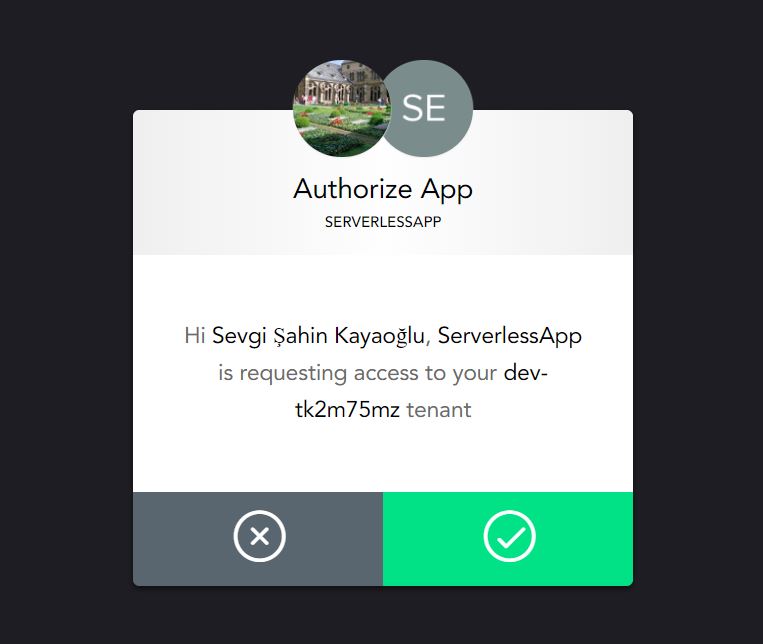 SE
Authorize App
SERVERLESSAPP
Hi Sevgi Şahin Kayaoğlu, ServerlessApp
is requesting access to your dev-
tk2m75mz tenant